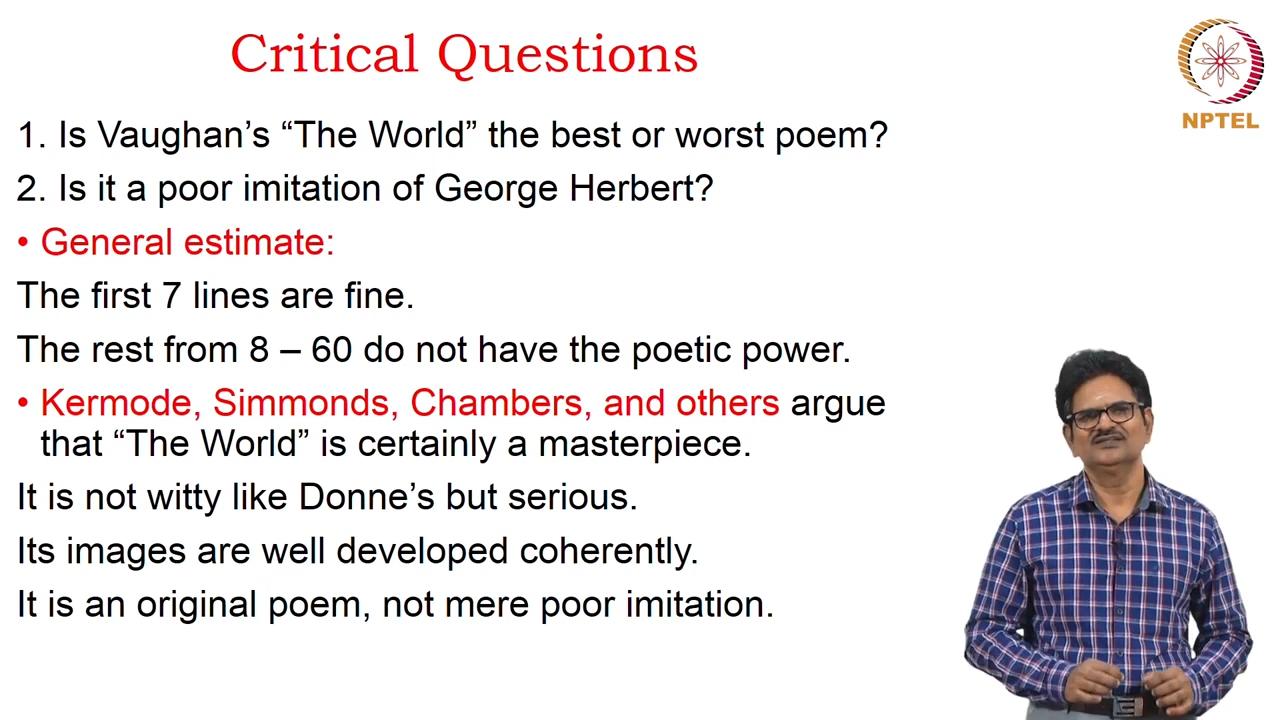 Critical Questions
NPTEL
1. Is Vaughan’s “The World” the best or worst poem?
2. Is it a poor imitation of George Herbert?
• General estimate:
The first 7 lines are fine.
The rest from 8 – 60 do not have the poetic power.
• Kermode, Simmonds, Chambers, and others argue
that “The World” is certainly a masterpiece.
It is not witty like Donne’s but serious.
Its images are well developed coherently.
It is an original poem, not mere poor imitation.